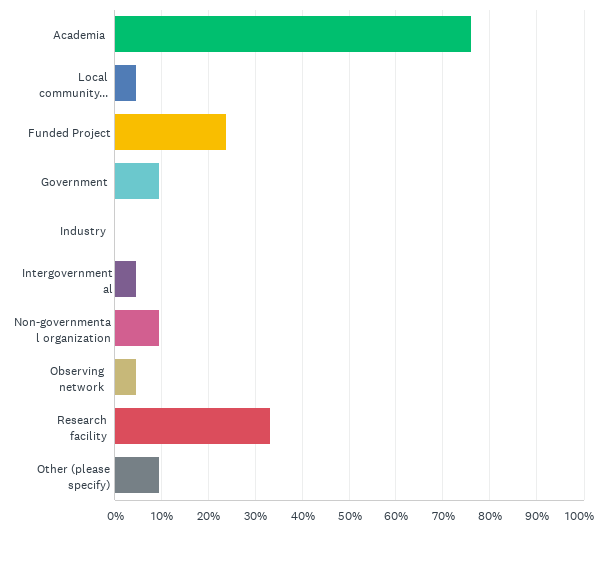 Academia
Local
community...
Funded Project
Government
Industry
Intergovernment
al
Non-governmenta
l organization
Observing
network
Research
facility
Other (please
specify)
0% 10% 20% 30% 40% 50% 60% 70% 80% 90% 100%